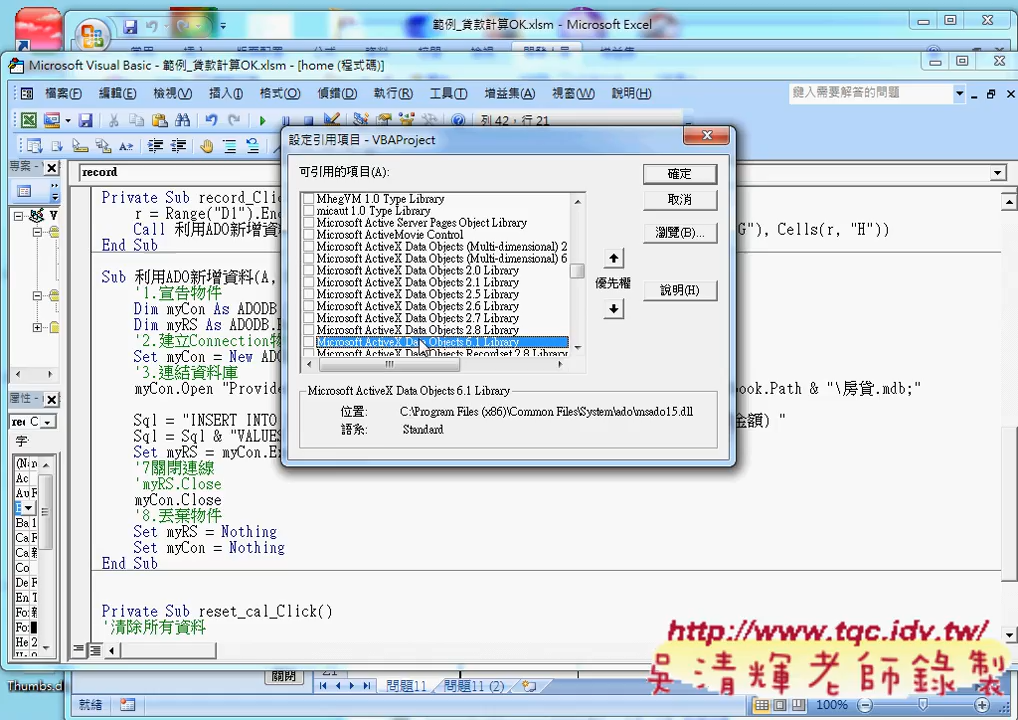 範例_貸款計算OK.xlsm - Microsoft Excel
Microsoft Visual Basic - 範例_貸款計算OK.xlsm - [home (程式碼)]
檔案(F) 編輯(E) 檢視(V) 插入(I) 格式(O) 偵錯(D) 執行(R) 工具(T) 增益集(A) 視窗(W) 說明(H)
鍵入需要解答的問題
列 42，行 21
專案 -
record
設定引用項目 - VBAProject
可引用的項目(A):
MhegVM 1.0 Type Library
micaut 1.0 Type Library
Microsoft Active Server Pages Object Library
Microsoft ActiveMovie Control
Microsoft ActiveX Data Objects (Multi-dimensional) 2
Microsoft ActiveX Data Objects (Multi-dimensional) 6
Microsoft ActiveX Data Objects 2.0 Library
Microsoft ActiveX Data Objects 2.1 Library
Microsoft ActiveX Data Objects 2.5 Library
Microsoft ActiveX Data Objects 2.6 Library
Microsoft ActiveX Data Objects 2.7 Library
Microsoft ActiveX Data Objects 2.8 Library
Microsoft ActiveX Data Objects 6.1 Library
Microsoft ActiveX Data Objects Recordset 2.8 Library
確定
取消
瀏覽(B)...
優先權
說明(H)
Microsoft ActiveX Data Objects 6.1 Library
位置: C:\Program Files (x86)\Common Files\System\ado\msado15.dll
語系: Standard
Private Sub record_Cli
r = Range("D1").En
Call 利用ADO新增資 G"), Cells(r, "H"))
End Sub
Sub 利用ADO新增資料(A,
'1.宣告物件
Dim myCon As ADODB.
Dim myRS As ADODB.
'2.建立Connection物
Set myCon = New ADO
'3.連結資料庫
myCon.Open "Provide ook.Path & "\房貸.mdb;"
Sql = "INSERT INTO 金額) "
Sql = Sql & "VALUES
Set myRS = myCon.Ex
'7關閉連線
'myRS.Close
myCon.Close
'8.丟棄物件
Set myRS = Nothing
Set myCon = Nothing
End Sub
Private Sub reset_cal_Click()
'清除所有資料
屬性 -
http://www.tqc.idv.tw/
吳清輝老師錄製
Thumbs.d
關閉
問題11 問題11 (2)
就緒
100%